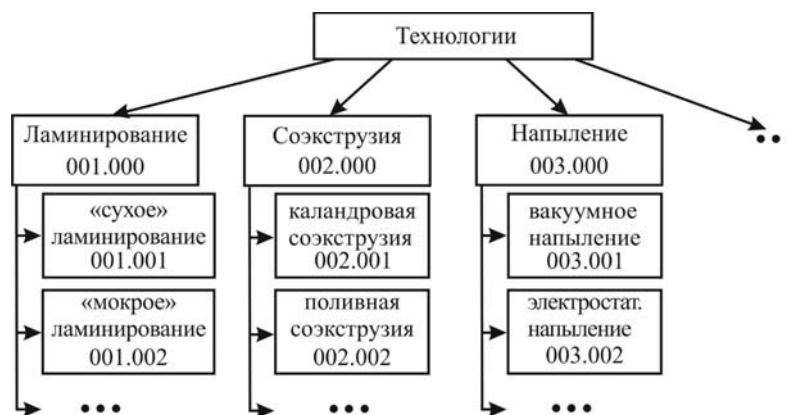 Технологии
Ламинирование
001.000
«сухое»
ламинирование
001.001
«мокрое»
ламинирование
001.002
Соэкструзия
002.000
каландровая
соэкструзия
002.001
поливная
соэкструзия
002.002
Напыление
003.000
вакуумное
напыление
003.001
электростат.
напыление
003.002